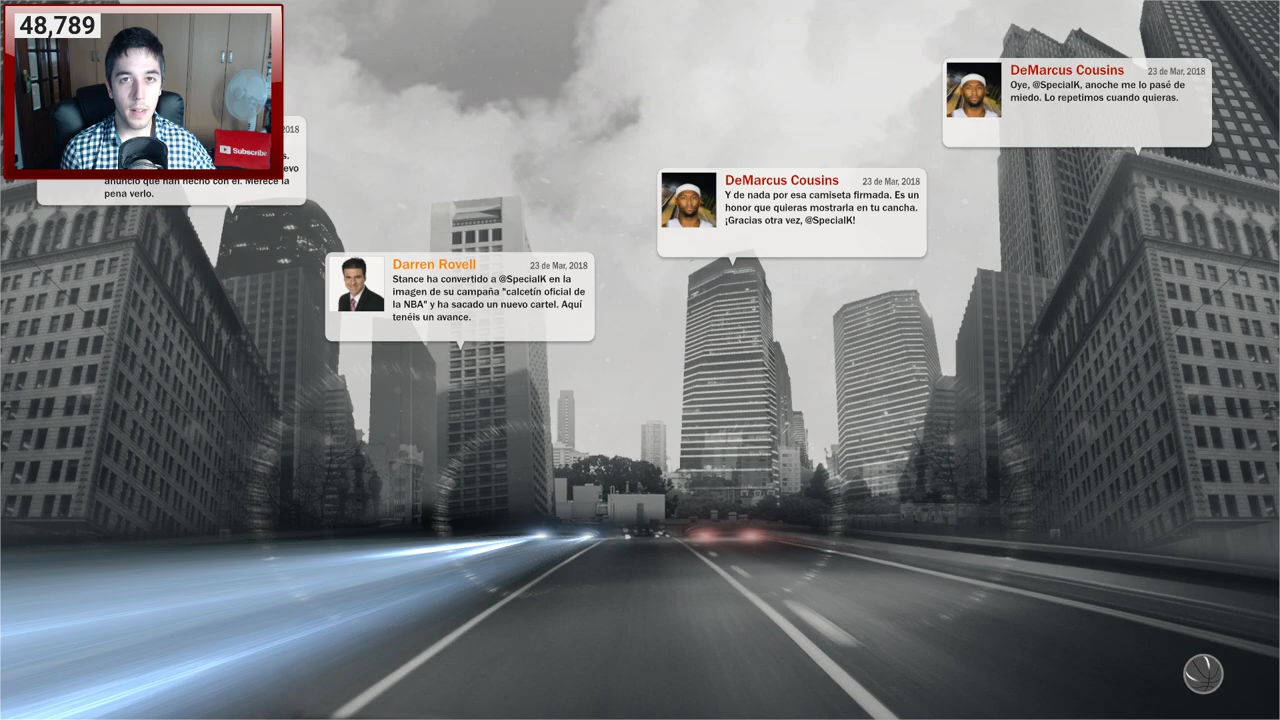 48,789
Subscribe
2018
s.
evo
anuncio que han hecho con él. Merece la
pena verlo.
Darren Rovell 23 de Mar, 2018
Stance ha convertido a @SpecialK en la
imagen de su campaña "calcetín oficial de
la NBA" y ha sacado un nuevo cartel. Aquí
tenéis un avance.
DeMarcus Cousins 23 de Mar, 2018
Y de nada por esa camiseta firmada. Es un
honor que quieras mostrarla en tu cancha.
¡Gracias otra vez, @SpecialK!
DeMarcus Cousins 23 de Mar, 2018
Oye, @SpecialK, anoche me lo pasé de
miedo. Lo repetimos cuando quieras.